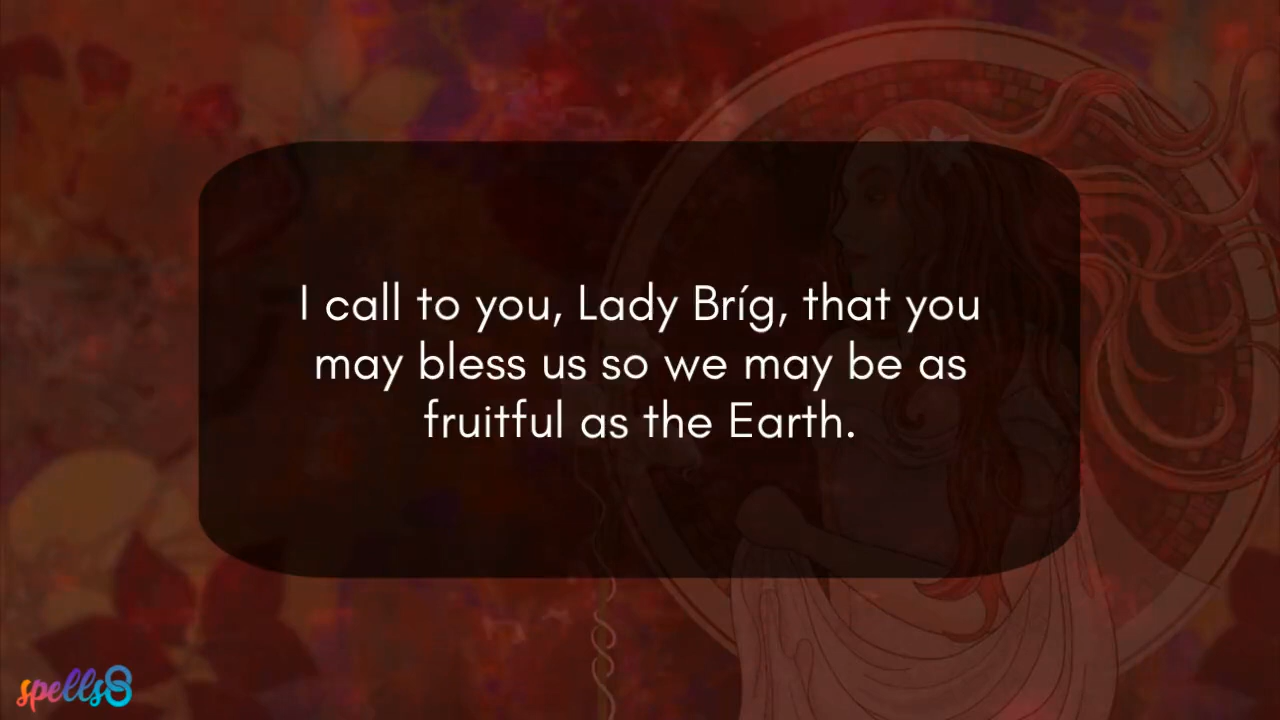 I call to you, Lady Bríg, that you
may bless us so we may be as
fruitful as the Earth.
spells8